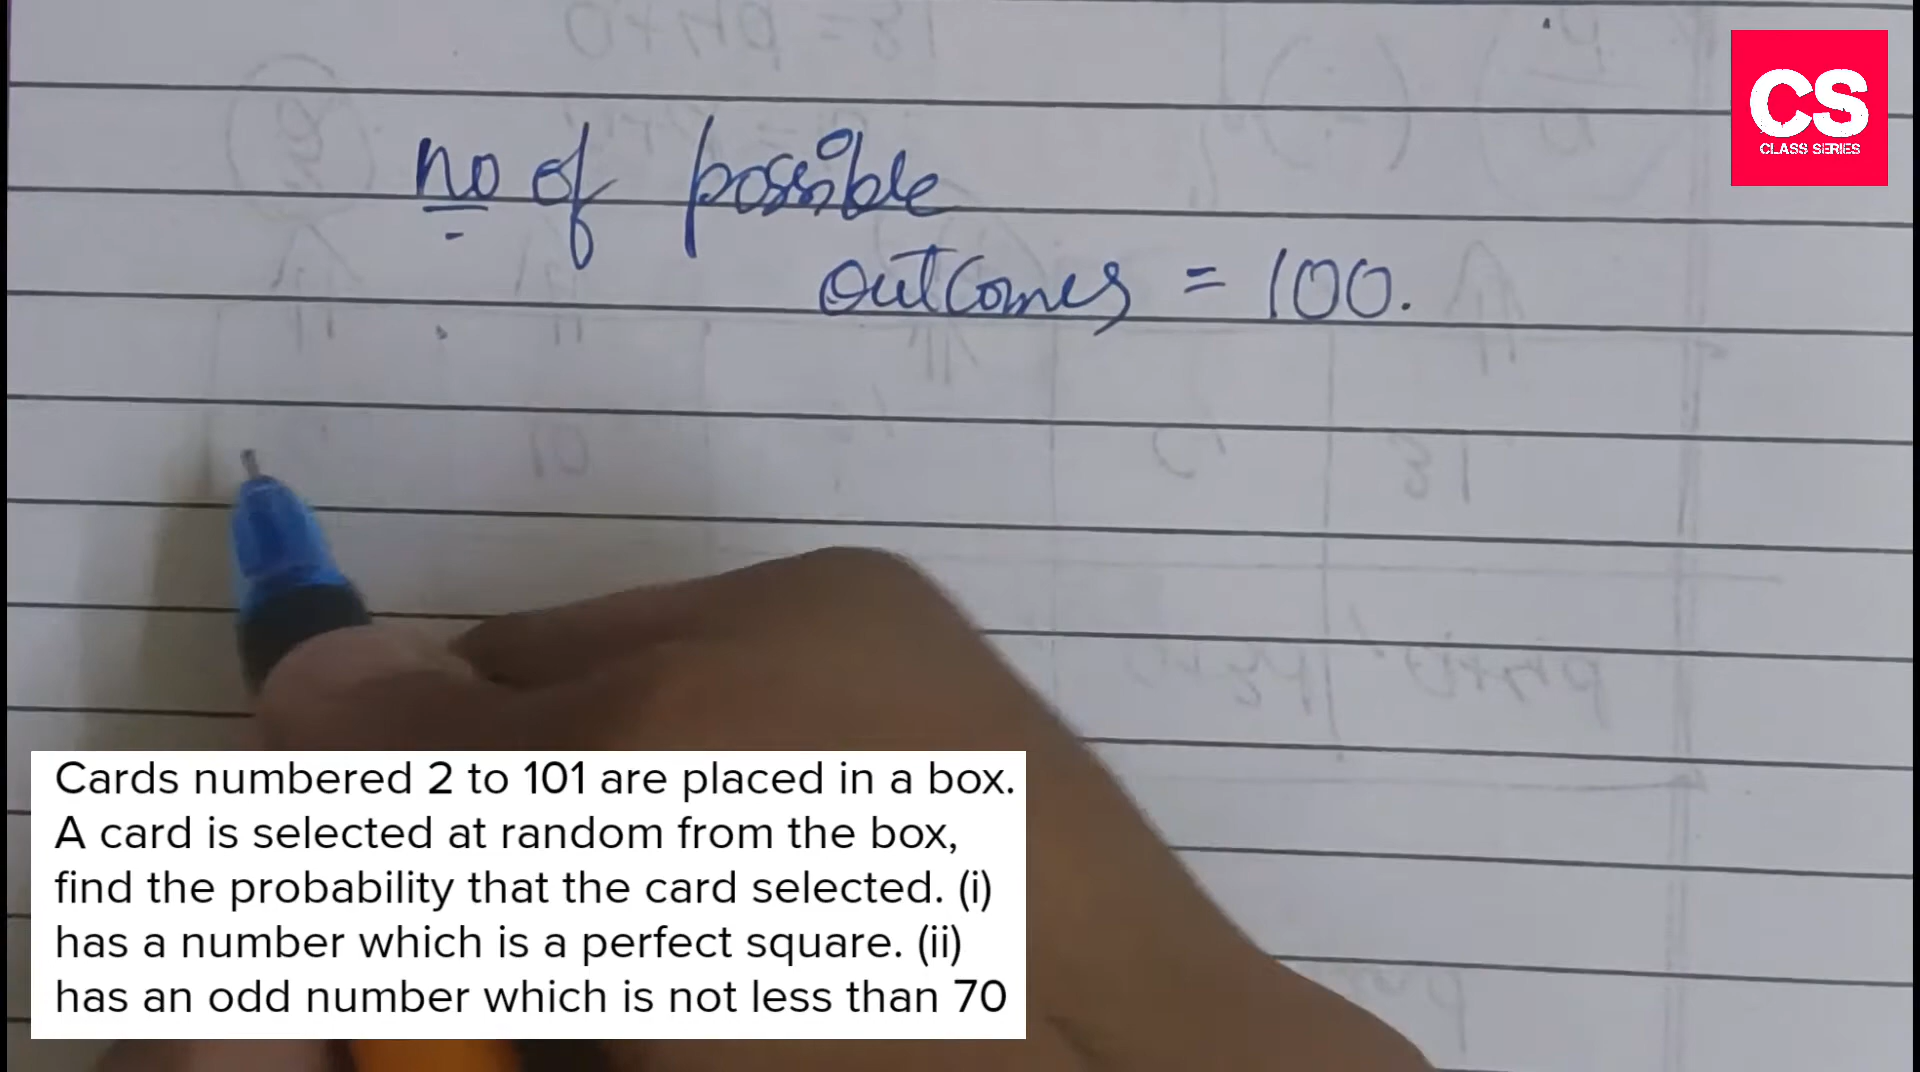 CS
CLASS SERIES
no of possible
outcomes = 100.
Cards numbered 2 to 101 are placed in a box.
A card is selected at random from the box,
find the probability that the card selected. (i)
has a number which is a perfect square. (ii)
has an odd number which is not less than 70